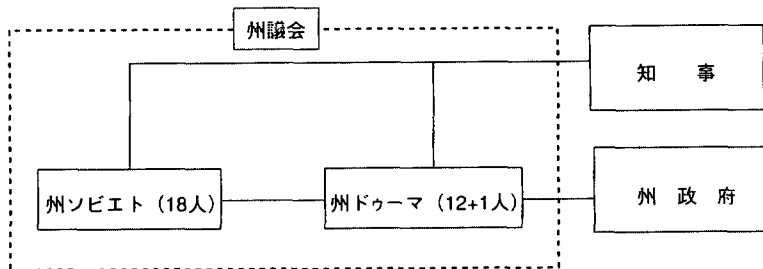 州議会
知　事
州ソビエト（18人）
州ドゥーマ（12+1人）
州　政　府